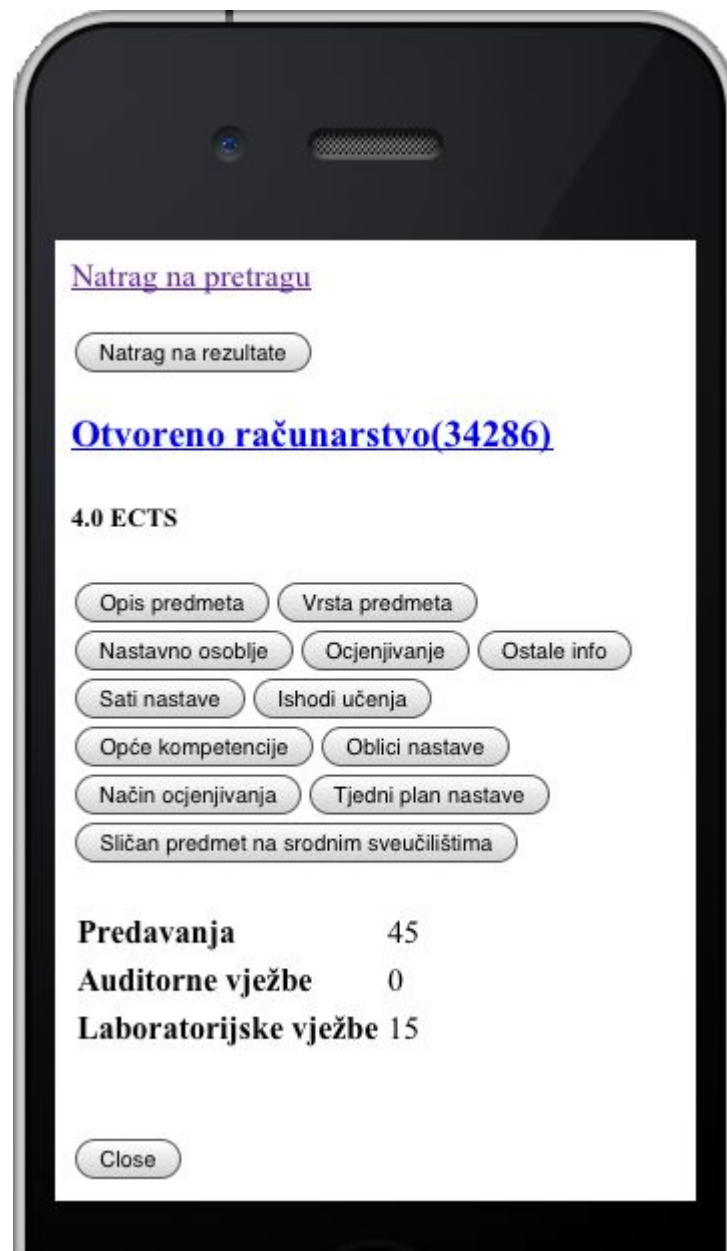 Natrag na pretragu
Natrag na rezultate
Otvoreno računarstvo(34286)
4.0 ECTS
Opis predmeta Vrsta predmeta
Nastavno osoblje Ocjenjivanje Ostale info
Sati nastave Ishodi učenja
Opće kompetencije Oblici nastave
Način ocjenjivanja Tjedni plan nastave
Sličan predmet na srodnim sveučilištima
Predavanja 45
Auditorne vježbe 0
Laboratorijske vježbe 15
Close